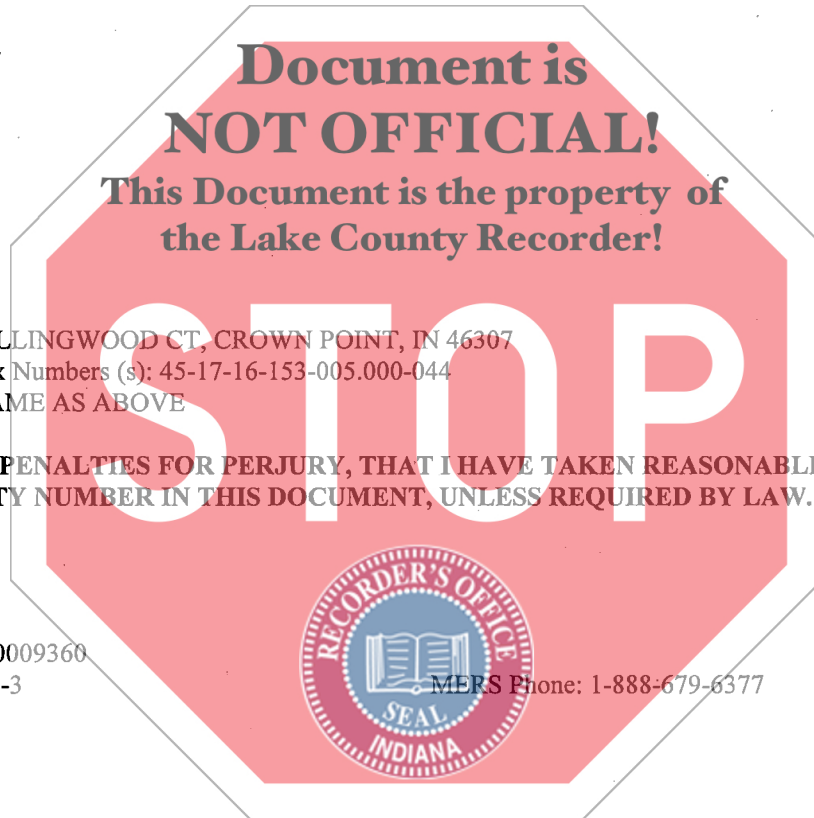 Document is
NOT OFFICIAL!
This Document is the property of
the Lake County Recorder!
LLINGWOOD CT, CROWN POINT, IN 46307
x Numbers (s): 45-17-16-153-005.000-044
AME AS ABOVE
STOP
PENALTIES FOR PERJURY, THAT I HAVE TAKEN REASONABLE
TY NUMBER IN THIS DOCUMENT, UNLESS REQUIRED BY LAW.
RECORDER'S OFFICE
0009360
-3
MERS Phone: 1-888-679-6377
SEAL
INDIANA